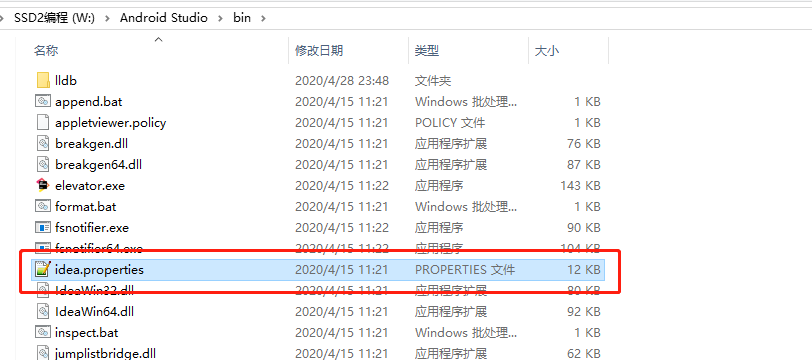 SSD2编程 (W:) > Android Studio > bin >
名称 修改日期 类型 大小
lldb 2020/4/28 23:48 文件夹
append.bat 2020/4/15 11:21 Windows 批处理... 1 KB
appletviewer.policy 2020/4/15 11:21 POLICY 文件 1 KB
breakgen.dll 2020/4/15 11:21 应用程序扩展 76 KB
breakgen64.dll 2020/4/15 11:21 应用程序扩展 87 KB
elevator.exe 2020/4/15 11:22 应用程序 143 KB
format.bat 2020/4/15 11:21 Windows 批处理... 1 KB
fsnotifier.exe 2020/4/15 11:22 应用程序 90 KB
fsnotifier64.exe 2020/4/15 11:22 应用程序 104 KB
idea.properties 2020/4/15 11:21 PROPERTIES 文件 12 KB
IdeaWin32.dll 2020/4/15 11:21 应用程序扩展 80 KB
IdeaWin64.dll 2020/4/15 11:21 应用程序扩展 92 KB
inspect.bat 2020/4/15 11:21 Windows 批处理... 1 KB
jumplistbridge.dll 2020/4/15 11:21 应用程序扩展 62 KB